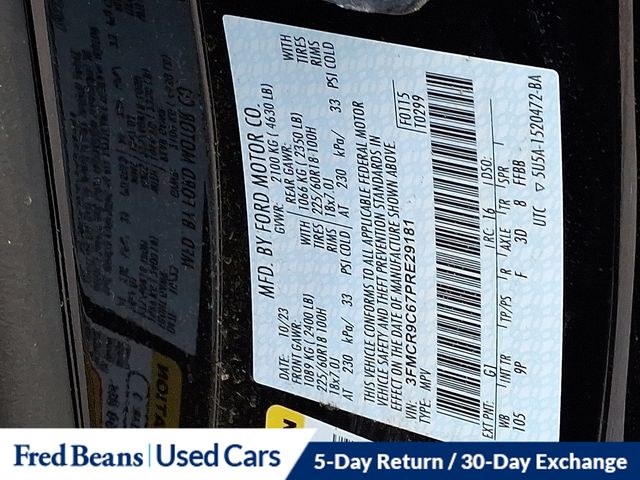 MFD. BY FORD MOTOR CO.
DATE: 10/23 GVWR: 2100 KG ( 4630 LB)
FRONT GAWR: REAR GAWR:
1089 KG ( 2400 LB) WITH 1066 KG ( 2350 LB) WITH
225/60R18 100H TIRES 225/60R18 100H TIRES
18x7.0J RIMS 18x7.0J RIMS
AT 230 kPa/ 33 PSI COLD AT 230 kPa/ 33 PSI COLD
THIS VEHICLE CONFORMS TO ALL APPLICABLE FEDERAL MOTOR
VEHICLE SAFETY AND THEFT PREVENTION STANDARDS IN
EFFECT ON THE DATE OF MANUFACTURE SHOWN ABOVE.
VIN: 3FMCR9C67PRE29181 F0115
TYPE: MPV T0299
EXT PNT: G1 RC: 16 DSO:
WB INT TR TP/PS R AXLE TR SPR
105 9P F 3D 8 FFBB
UTC ▽ 5U5A-1520472-BA
Fred Beans Used Cars
5-Day Return / 30-Day Exchange